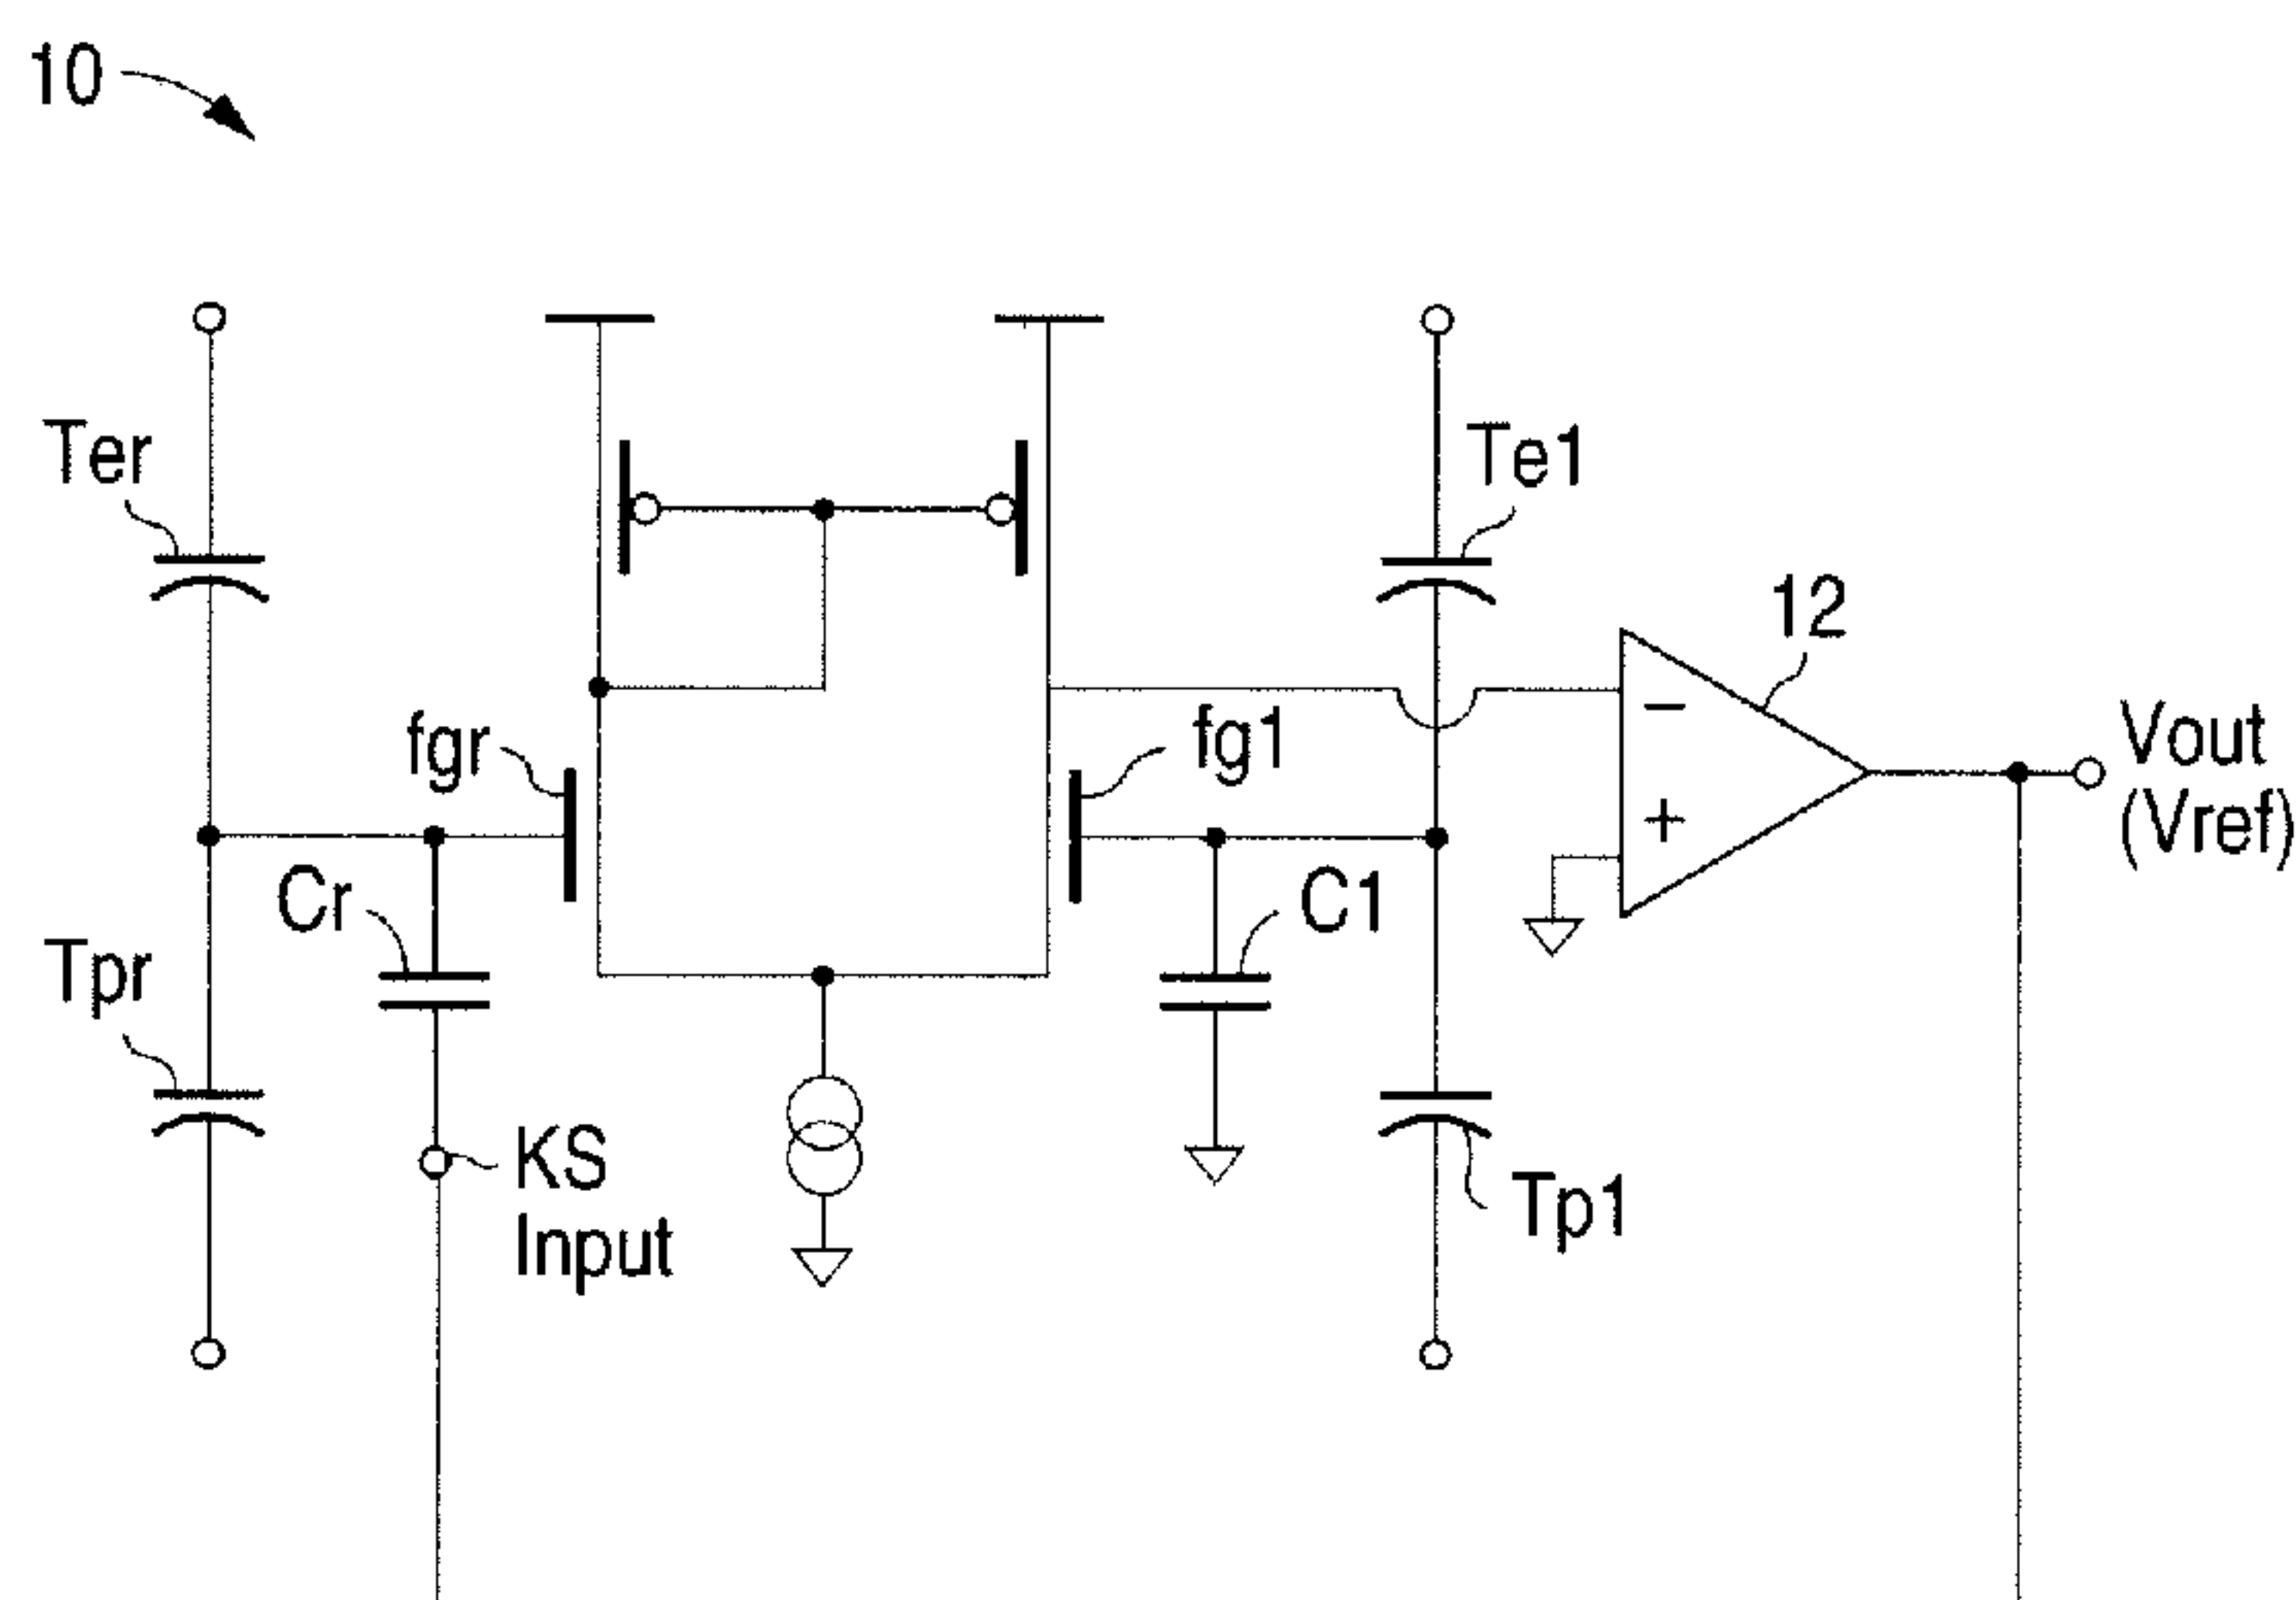 10
Ter
Te1
12
fgr
fg1
−
+
Vout
(Vref)
Cr
C1
Tpr
KS
Input
Tp1